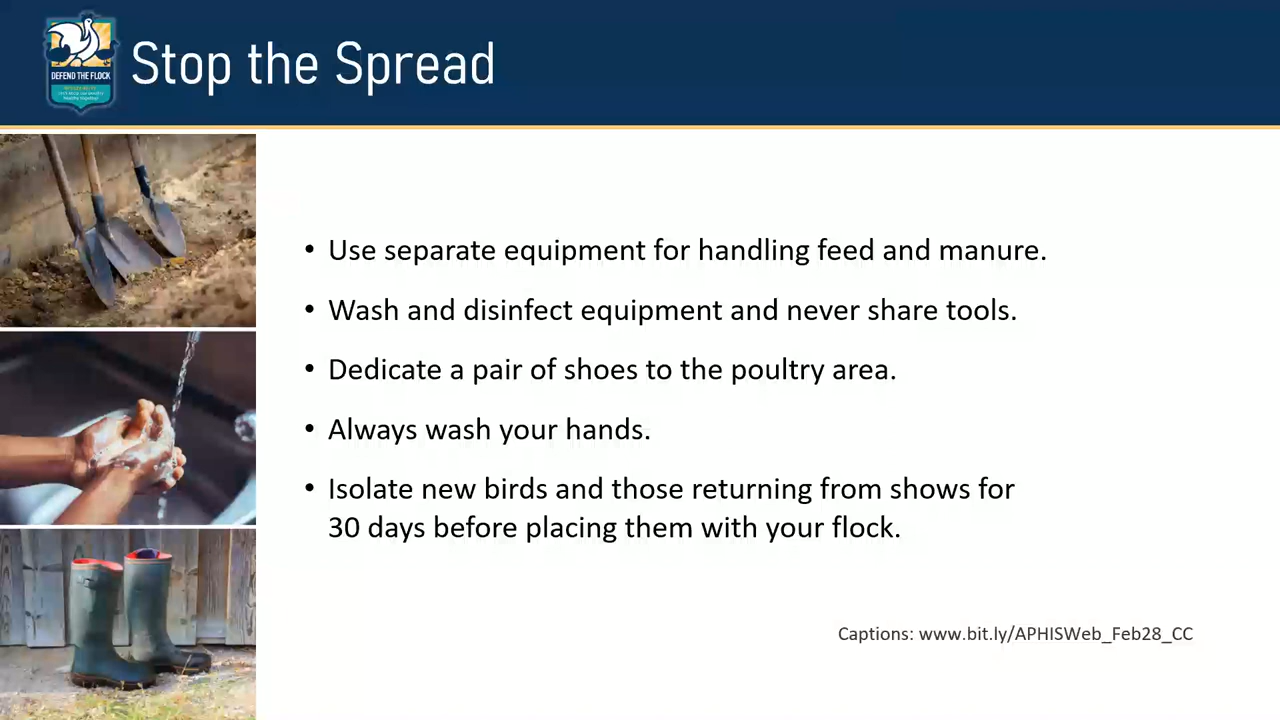 DEFEND THE FLOCK
Stop the Spread
• Use separate equipment for handling feed and manure.
• Wash and disinfect equipment and never share tools.
• Dedicate a pair of shoes to the poultry area.
• Always wash your hands.
• Isolate new birds and those returning from shows for
30 days before placing them with your flock.
Captions: www.bit.ly/APHISWeb_Feb28_CC